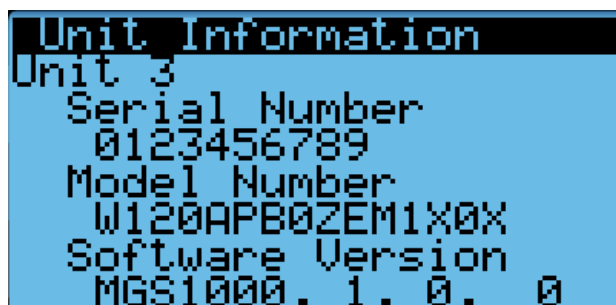 Unit Information
Unit 3
Serial Number
0123456789
Model Number
W120APB0ZEM1X0X
Software Version
MGS1000. 1. 0. 0